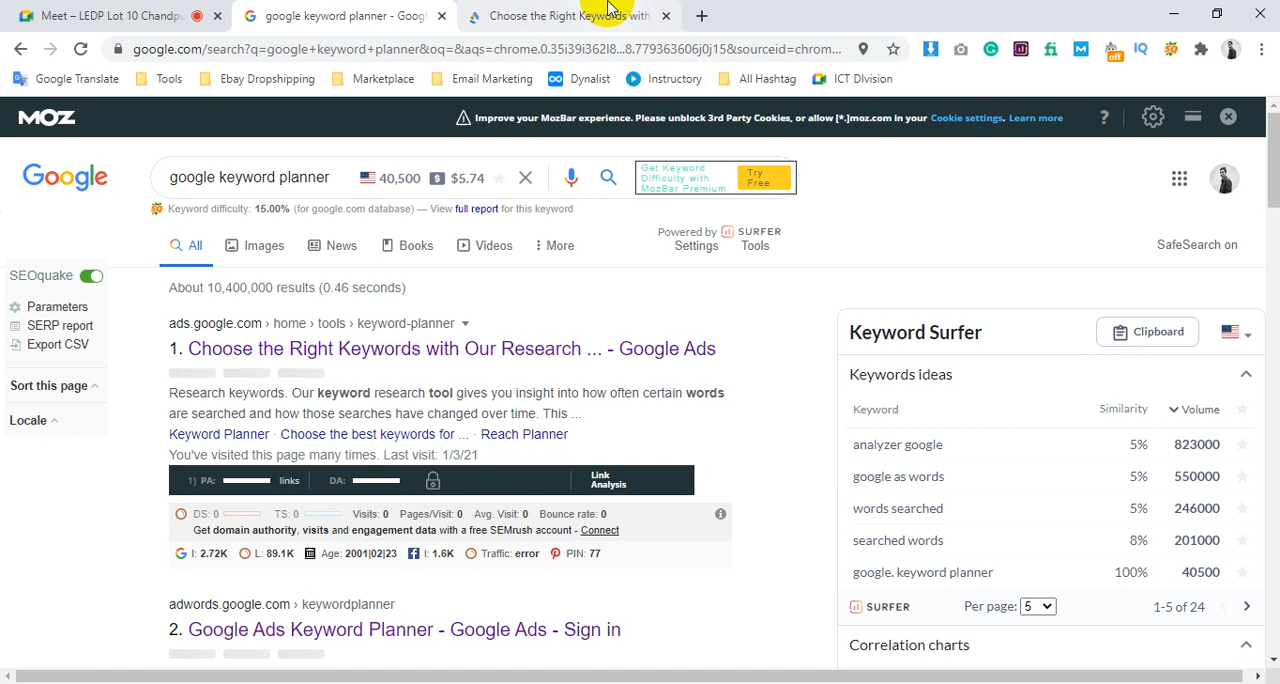 Meet – LEDP Lot 10 Chandpu
google keyword planner - Googl
Choose the Right Keywords with
google.com/search?q=google+keyword+planner&oq=&aqs=chrome.0.35i39i362l8...8.779363606j0j15&sourceid=chrom...
off
IQ
Google Translate
Tools
Ebay Dropshipping
Marketplace
Email Marketing
Dynalist
Instructory
All Hashtag
ICT DIvision
MOZ
Improve your MozBar experience. Please unblock 3rd Party Cookies, or allow [*.]moz.com in your Cookie settings. Learn more
?
Google
google keyword planner
40,500
$5.74
Get Keyword
Difficulty with
MozBar Premium
Try
Free
Keyword difficulty: 15.00% (for google.com database) — View full report for this keyword
All
Images
News
Books
Videos
More
Powered by SURFER
Settings
Tools
SafeSearch on
SEOquake
Parameters
SERP report
Export CSV
Sort this page
Locale
About 10,400,000 results (0.46 seconds)
ads.google.com › home › tools › keyword-planner
1. Choose the Right Keywords with Our Research ... - Google Ads
Research keywords. Our keyword research tool gives you insight into how often certain words
are searched and how those searches have changed over time. This ...
Keyword Planner · Choose the best keywords for ... · Reach Planner
You've visited this page many times. Last visit: 1/3/21
1) PA: links DA: Link
Analysis
DS: 0 TS: 0 Visits: 0 Pages/Visit: 0 Avg. Visit: 0 Bounce rate: 0
Get domain authority, visits and engagement data with a free SEMrush account - Connect
I: 2.72K L: 89.1K Age: 2001|02|23 I: 1.6K Traffic: error PIN: 77
adwords.google.com › keywordplanner
2. Google Ads Keyword Planner - Google Ads - Sign in
Keyword Surfer
Clipboard
Keywords ideas
Keyword Similarity Volume
analyzer google 5% 823000
google as words 5% 550000
words searched 5% 246000
searched words 8% 201000
google. keyword planner 100% 40500
SURFER
Per page: 5
1-5 of 24
Correlation charts